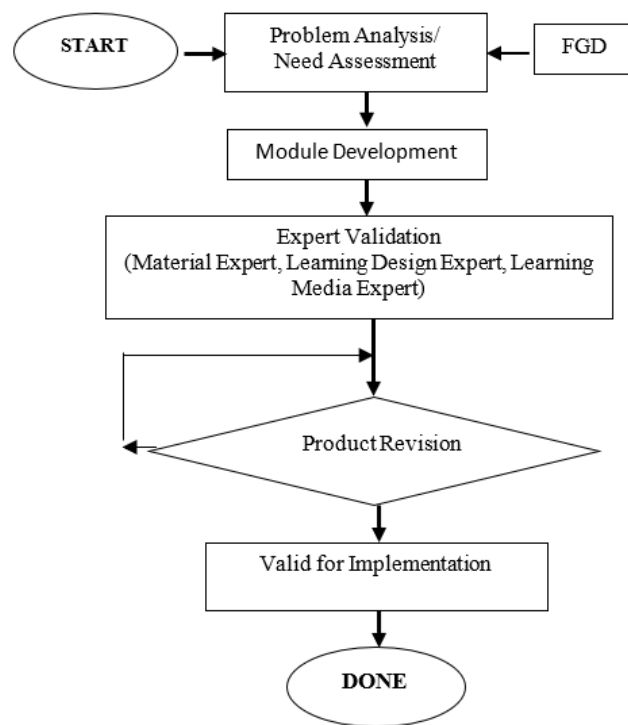 START
Problem Analysis/
Need Assessment
FGD
Module Development
Expert Validation
(Material Expert, Learning Design Expert, Learning
Media Expert)
Product Revision
Valid for Implementation
DONE